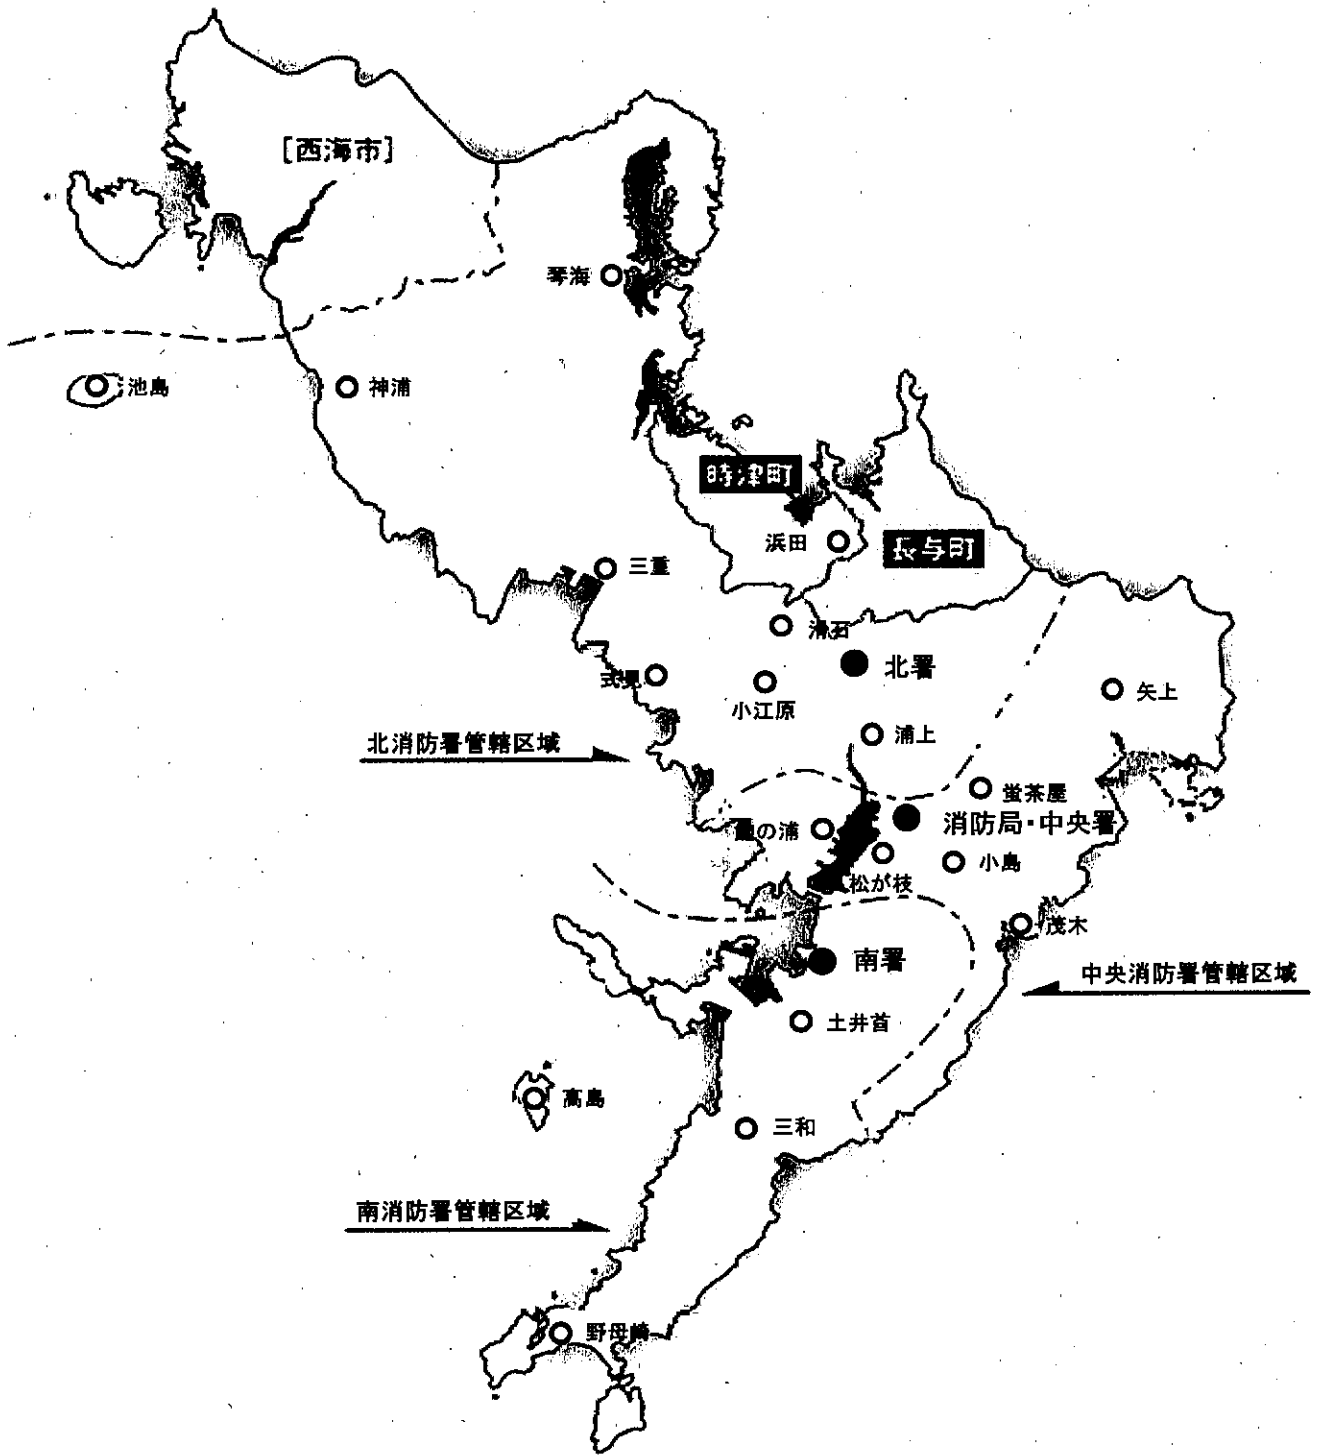 [西海市]
琴海
池島
神浦
時津町
浜田
長与町
三重
滑石
北署
式見
小江原
矢上
浦上
北消防署管轄区域
蛍茶屋
消防局・中央署
の浦
小島
松が枝
茂木
南署
中央消防署管轄区域
土井首
高島
三和
南消防署管轄区域
野母崎